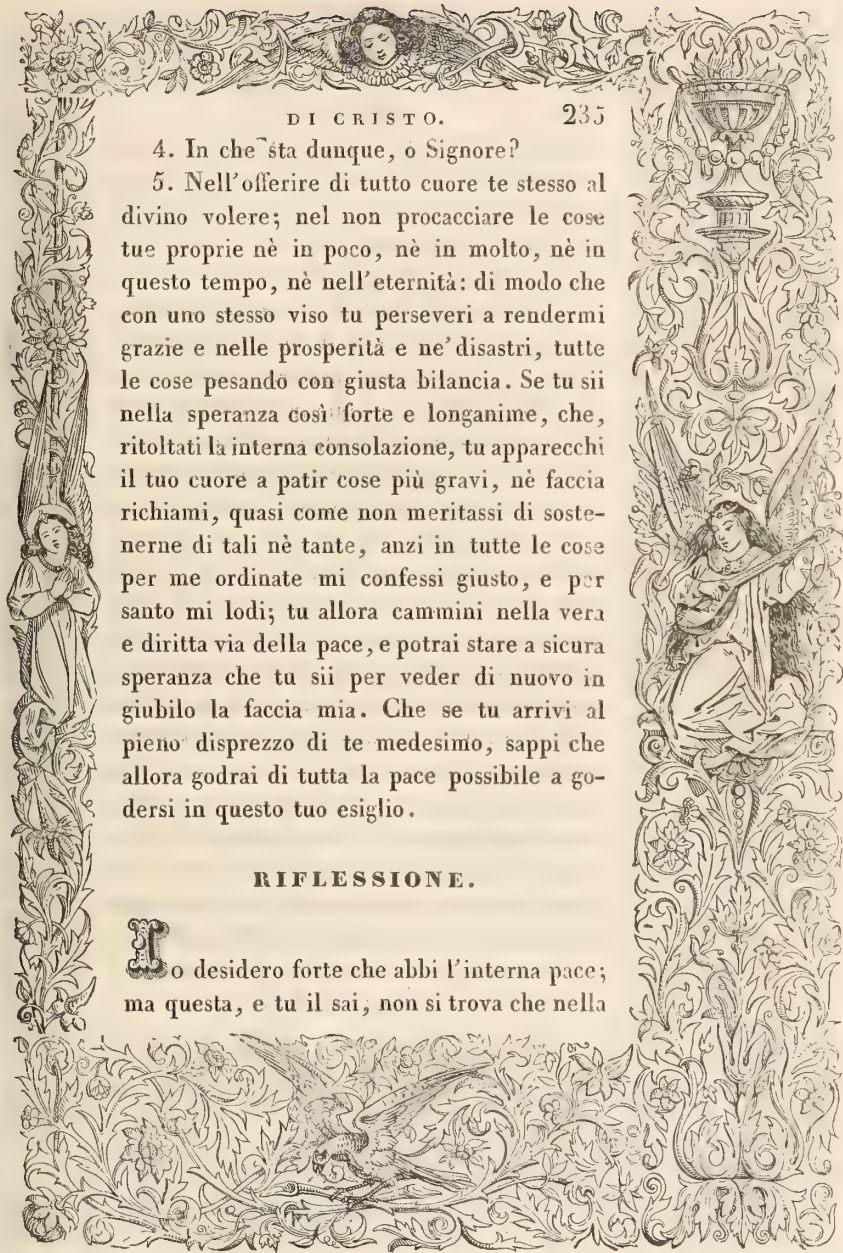 DI CRISTO. 235
4. In che sta dunque, o Signore?
5. Nell'offerire di tutto cuore te stesso al
divino volere; nel non procacciare le cose
tue proprie nè in poco, nè in molto, nè in
questo tempo, nè nell'eternità: di modo che
con uno stesso viso tu perseveri a rendermi
grazie e nelle prosperità e ne' disastri, tutte
le cose pesando con giusta bilancia. Se tu sii
nella speranza così forte e longanime, che,
ritoltati la interna consolazione, tu apparecchi
il tuo cuore a patir cose più gravi, nè faccia
richiami, quasi come non meritassi di soste-
nerne di tali nè tante, anzi in tutte le cose
per me ordinate mi confessi giusto, e per
santo mi lodi; tu allora cammini nella vera
e diritta via della pace, e potrai stare a sicura
speranza che tu sii per veder di nuovo in
giubilo la faccia mia. Che se tu arrivi al
pieno disprezzo di te medesimo, sappi che
allora godrai di tutta la pace possibile a go-
dersi in questo tuo esiglio.
RIFLESSIONE.
Io desidero forte che abbi l'interna pace;
ma questa, e tu il sai, non si trova che nella